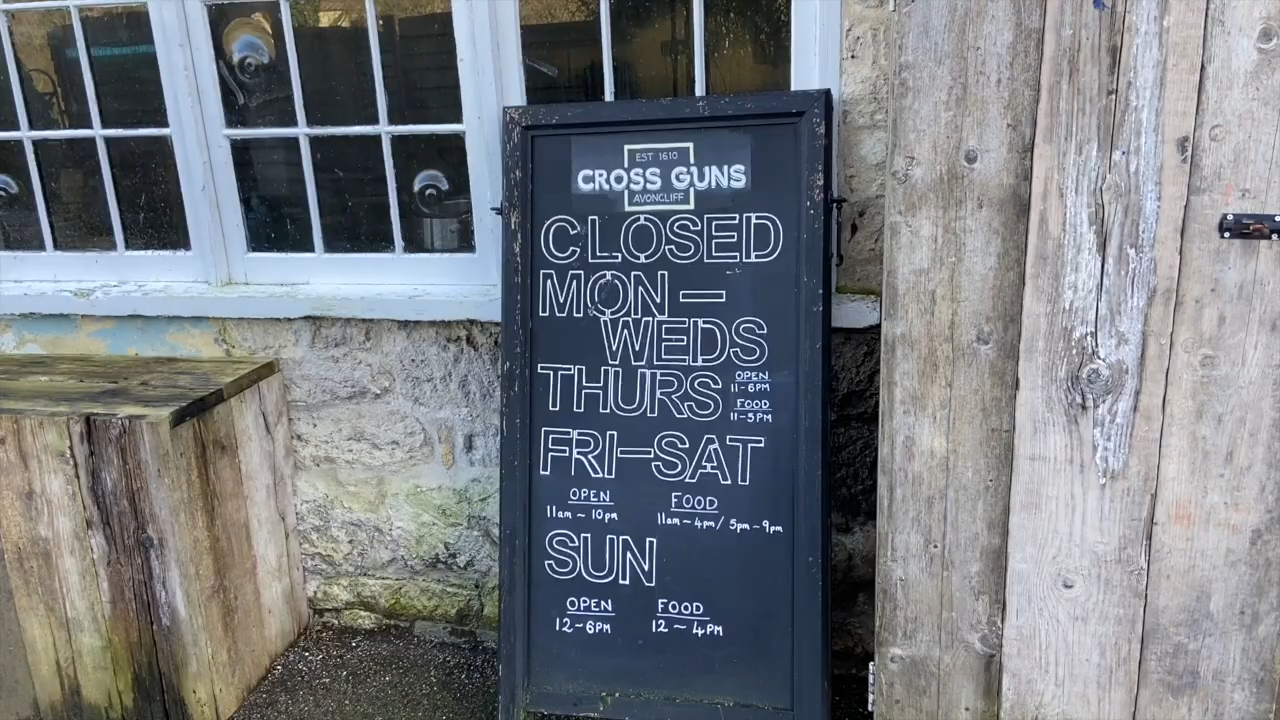 EST 1610
CROSS GUNS
AVONCLIFF
CLOSED
MON –
WEDS
THURS
OPEN
11-6PM
FOOD
11-5PM
FRI–SAT
OPEN
11am ~ 10pm
FOOD
11am ~ 4pm / 5pm ~ 9pm
SUN
OPEN
12~6PM
FOOD
12 ~ 4PM